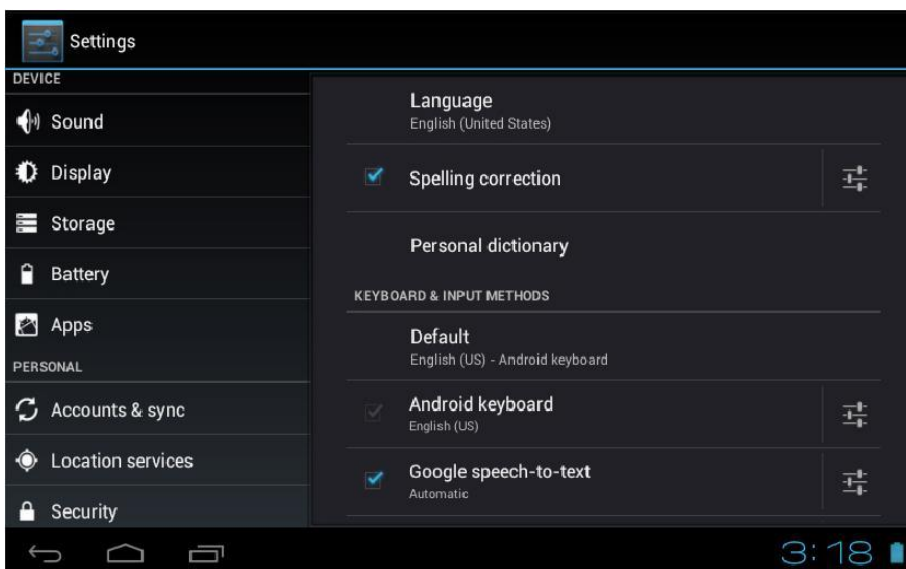 Settings
DEVICE
Sound
Display
Storage
Battery
Apps
PERSONAL
Accounts & sync
Location services
Security
Language
English (United States)
Spelling correction
Personal dictionary
KEYBOARD & INPUT METHODS
Default
English (US) - Android keyboard
Android keyboard
English (US)
Google speech-to-text
Automatic
3:18